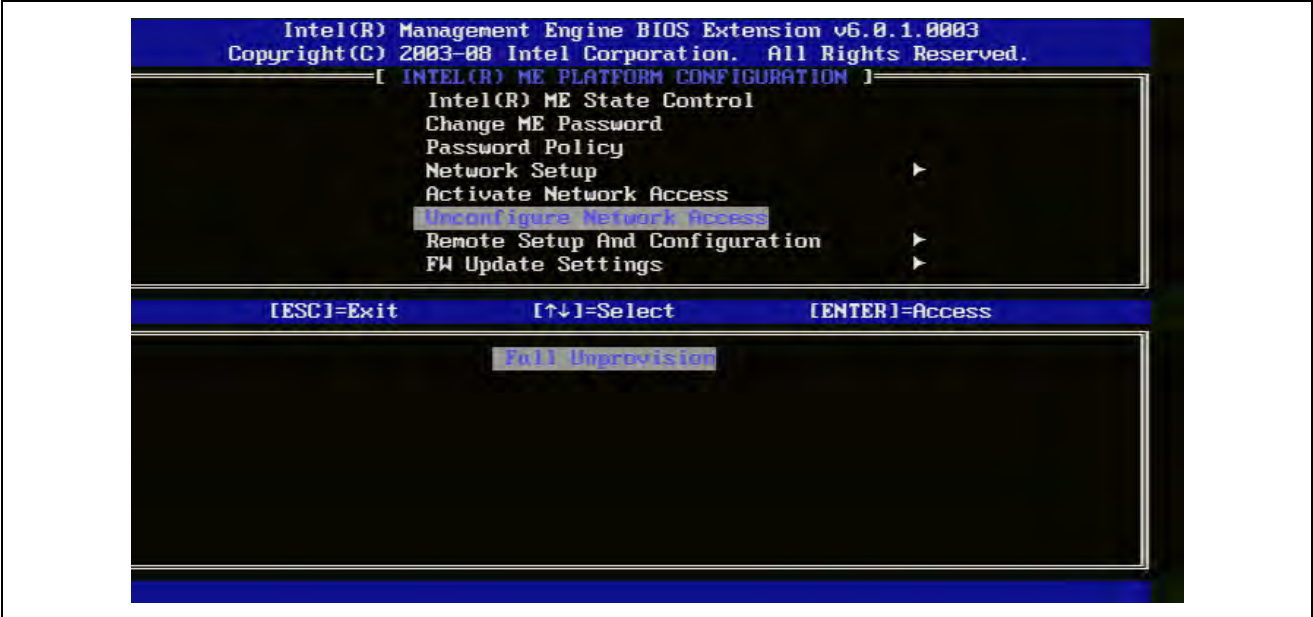 Intel(R) Management Engine BIOS Extension v6.0.1.0003
Copyright(C) 2003-08 Intel Corporation. All Rights Reserved.
[ INTEL(R) ME PLATFORM CONFIGURATION ]
Intel(R) ME State Control
Change ME Password
Password Policy
Network Setup ►
Activate Network Access
Unconfigure Network Access
Remote Setup And Configuration ►
FW Update Settings ►
[ESC]=Exit [↑↓]=Select [ENTER]=Access
Full Unprovision